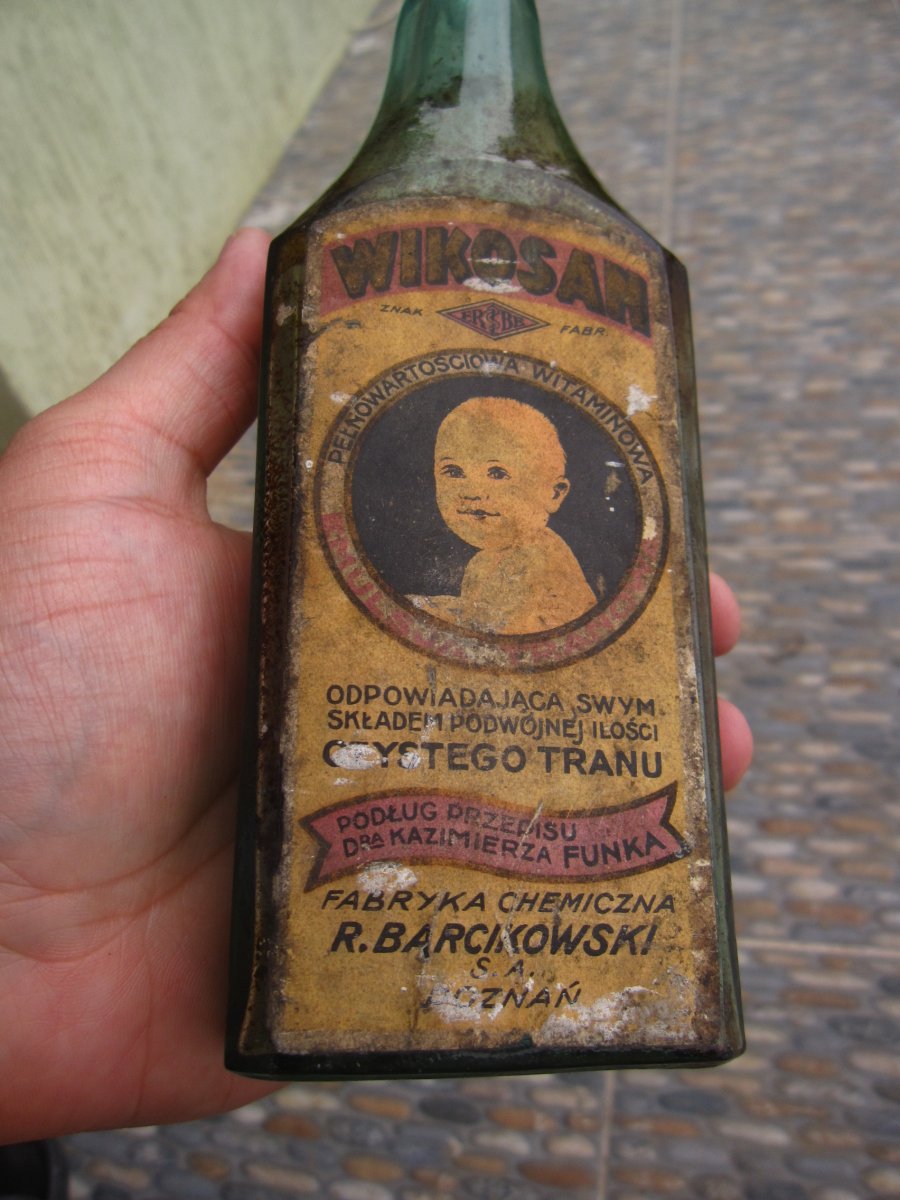 WIKOSAN
ZNAK ERBE FABR.
PEŁNOWARTOŚCIOWA WITAMINOWA
ODPOWIADAJĄCA SWYM
SKŁADEM PODWÓJNEJ ILOŚCI
CZYSTEGO TRANU
PODŁUG PRZEPISU
DRA KAZIMIERZA FUNKA
FABRYKA CHEMICZNA
R. BARCIKOWSKI
S. A.
POZNAŃ